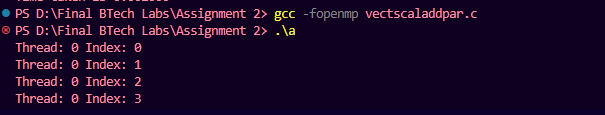 PS D:\Final BTech Labs\Assignment 2> gcc -fopenmp vectscaladdpar.c
PS D:\Final BTech Labs\Assignment 2> .\a
Thread: 0 Index: 0
Thread: 0 Index: 1
Thread: 0 Index: 2
Thread: 0 Index: 3